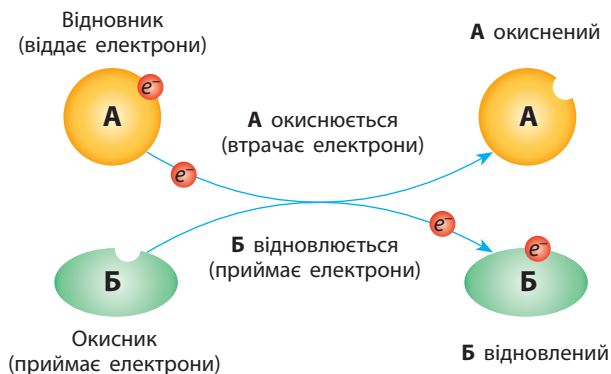 Відновник
(віддає електрони)
А окиснений
e⁻
А
А
А окиснюється
(втрачає електрони)
e⁻
e⁻
Б відновлюється
(приймає електрони)
e⁻
Б
Б
Окисник
(приймає електрони)
Б відновлений